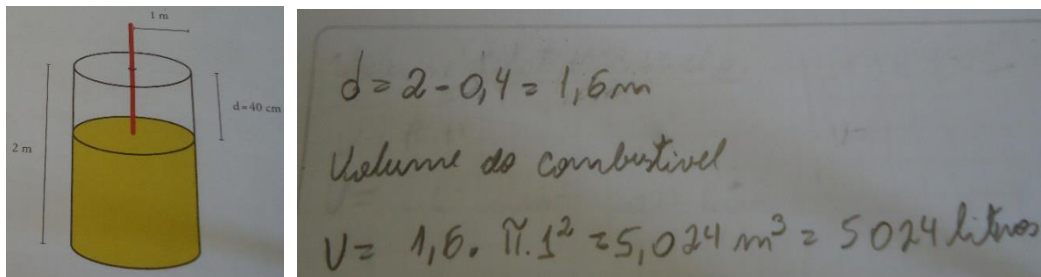 1 m
d=40 cm
2 m
d=2-0,4=1,6m
Volume do combustivel
V= 1,6. π.1² =5,024 m³ = 5024 litros